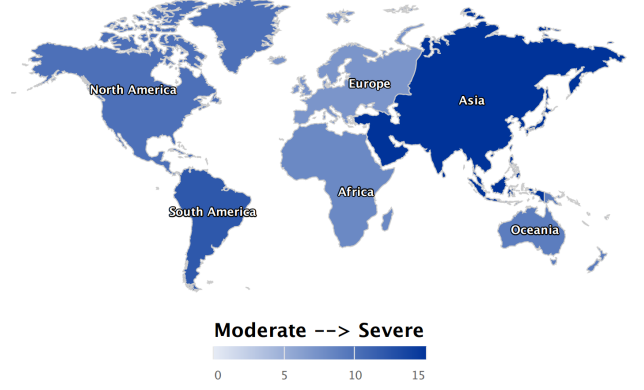 North America
Europe
Asia
Africa
South America
Oceania
Moderate --> Severe
0 5 10 15